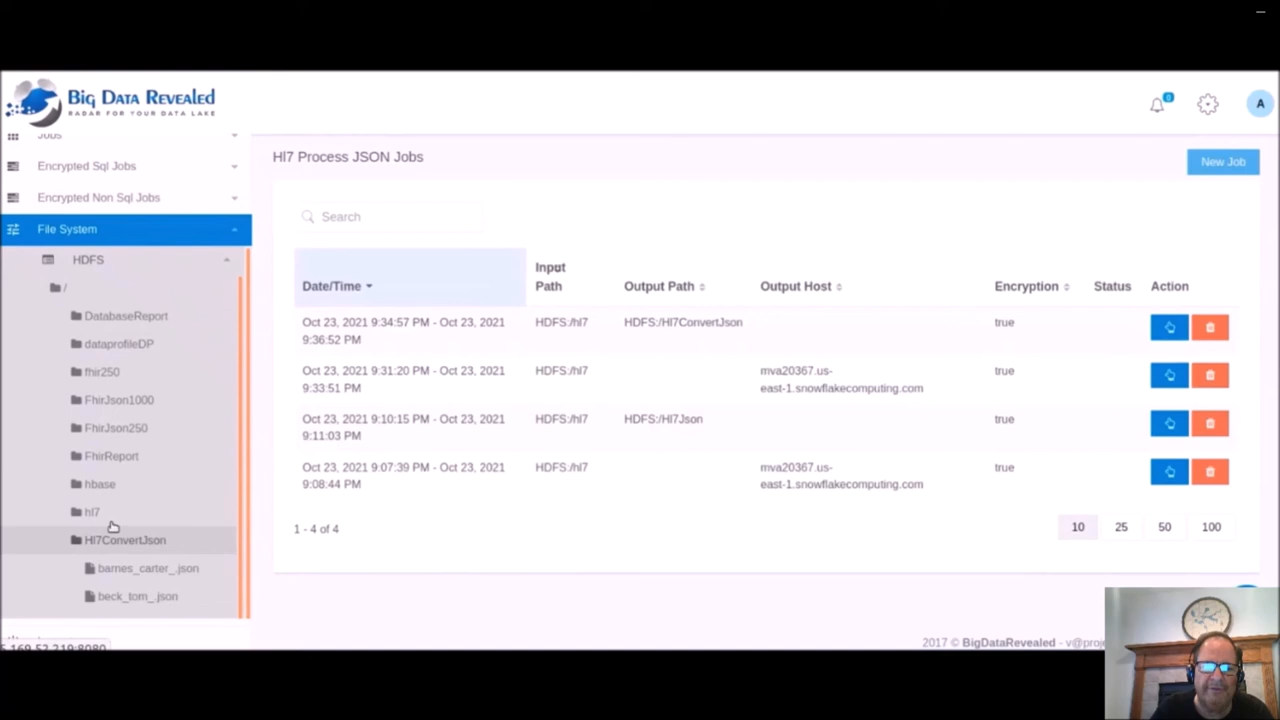 BIG DATA REVEALED
RADAR FOR YOUR DATA LAKE
0
A
Jobs
Encrypted Sql Jobs
Encrypted Non Sql Jobs
File System
HDFS
/
DatabaseReport
dataprofileDP
fhir250
FhirJson1000
FhirJson250
FhirReport
hbase
hl7
Hl7ConvertJson
barnes_carter_.json
beck_tom_.json
Hl7 Process JSON Jobs
New Job
Search
Date/Time Input Path Output Path Output Host Encryption Status Action
Oct 23, 2021 9:34:57 PM - Oct 23, 2021 HDFS:/hl7 HDFS:/Hl7ConvertJson true
9:36:52 PM
Oct 23, 2021 9:31:20 PM - Oct 23, 2021 HDFS:/hl7 mva20367.us- true
9:33:51 PM east-1.snowflakecomputing.com
Oct 23, 2021 9:10:15 PM - Oct 23, 2021 HDFS:/hl7 HDFS:/Hl7Json true
9:11:03 PM
Oct 23, 2021 9:07:39 PM - Oct 23, 2021 HDFS:/hl7 mva20367.us- true
9:08:44 PM east-1.snowflakecomputing.com
1 - 4 of 4 10 25 50 100
2017 © BigDataRevealed - v@proj